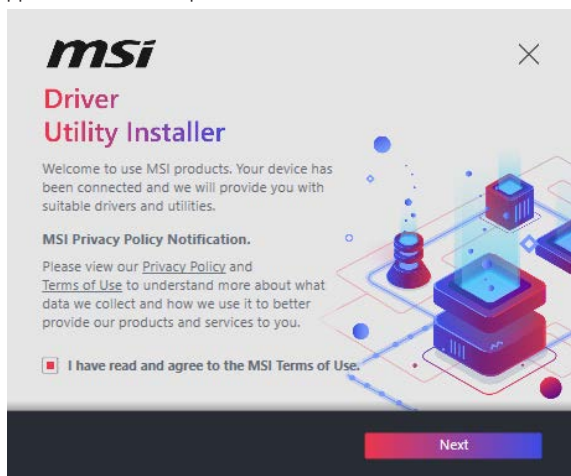 msi
Driver
Utility Installer
Welcome to use MSI products. Your device has
been connected and we will provide you with
suitable drivers and utilities.
MSI Privacy Policy Notification.
Please view our Privacy Policy and
Terms of Use to understand more about what
data we collect and how we use it to better
provide our products and services to you.
I have read and agree to the MSI Terms of Use.
Next